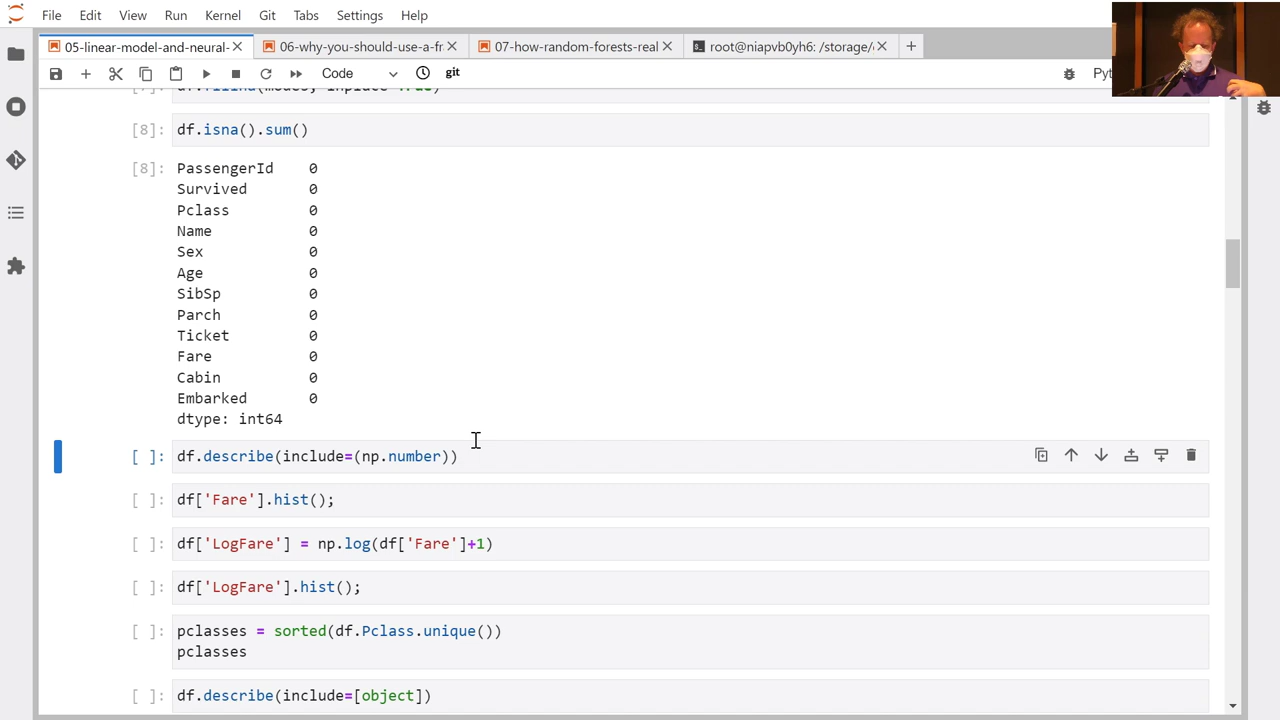 File Edit View Run Kernel Git Tabs Settings Help
05-linear-model-and-neural- 06-why-you-should-use-a-fr 07-how-random-forests-real root@niapvb0yh6: /storage/
Code git Pyt
[8]: df.isna().sum()
[8]: PassengerId 0
Survived 0
Pclass 0
Name 0
Sex 0
Age 0
SibSp 0
Parch 0
Ticket 0
Fare 0
Cabin 0
Embarked 0
dtype: int64
[ ]: df.describe(include=(np.number))
[ ]: df['Fare'].hist();
[ ]: df['LogFare'] = np.log(df['Fare']+1)
[ ]: df['LogFare'].hist();
[ ]: pclasses = sorted(df.Pclass.unique())
pclasses
[ ]: df.describe(include=[object])